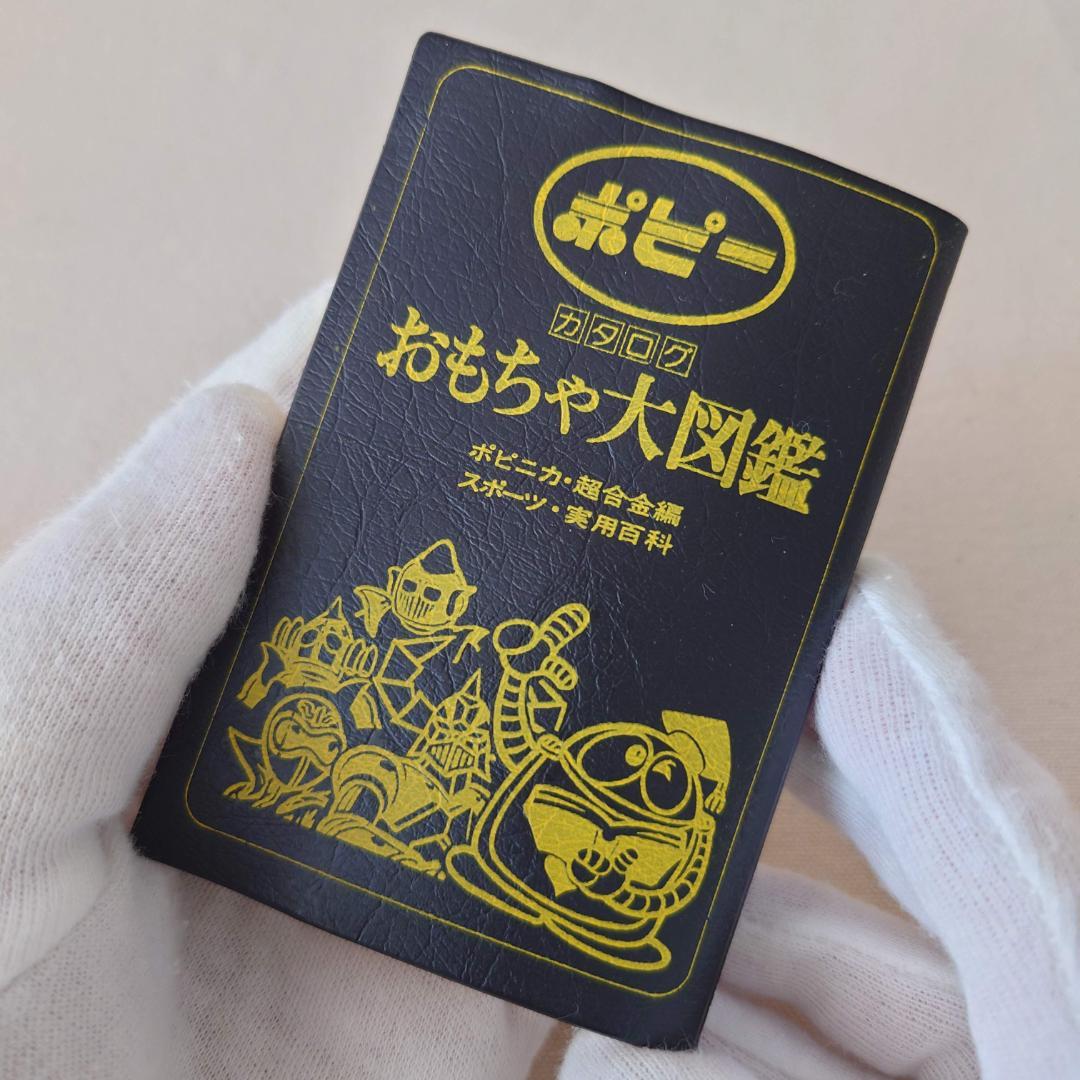 ポピー
カタログ
おもちゃ大図鑑
ポピニカ・超合金編
スポーツ・実用百科